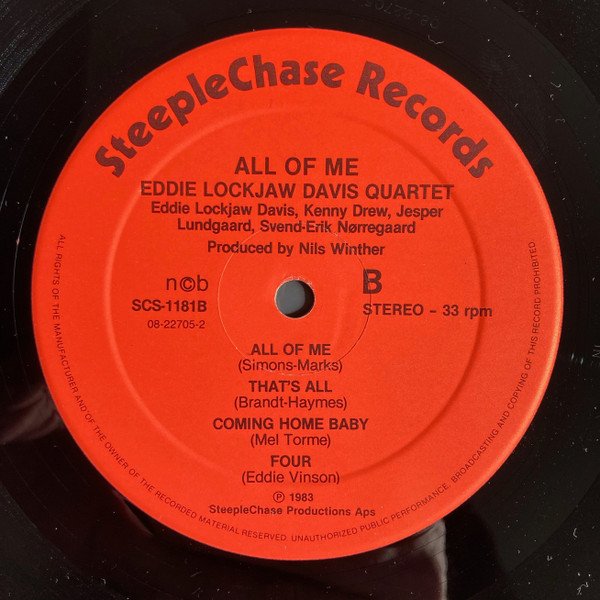 SteepleChase Records
ALL OF ME
EDDIE LOCKJAW DAVIS QUARTET
Eddie Lockjaw Davis, Kenny Drew, Jesper
Lundgaard, Svend-Erik Nørregaard
Produced by Nils Winther
n©b
B
SCS-1181B
STEREO - 33 rpm
08-22705-2
ALL OF ME
(Simons-Marks)
THAT'S ALL
(Brandt-Haymes)
COMING HOME BABY
(Mel Torme)
FOUR
(Eddie Vinson)
℗ 1983
SteepleChase Productions Aps
ALL RIGHTS OF THE MANUFACTURER AND OF THE OWNER OF THE RECORDED MATERIAL RESERVED. UNAUTHORIZED PUBLIC PERFORMANCE, BROADCASTING AND COPYING OF THIS RECORD PROHIBITED.